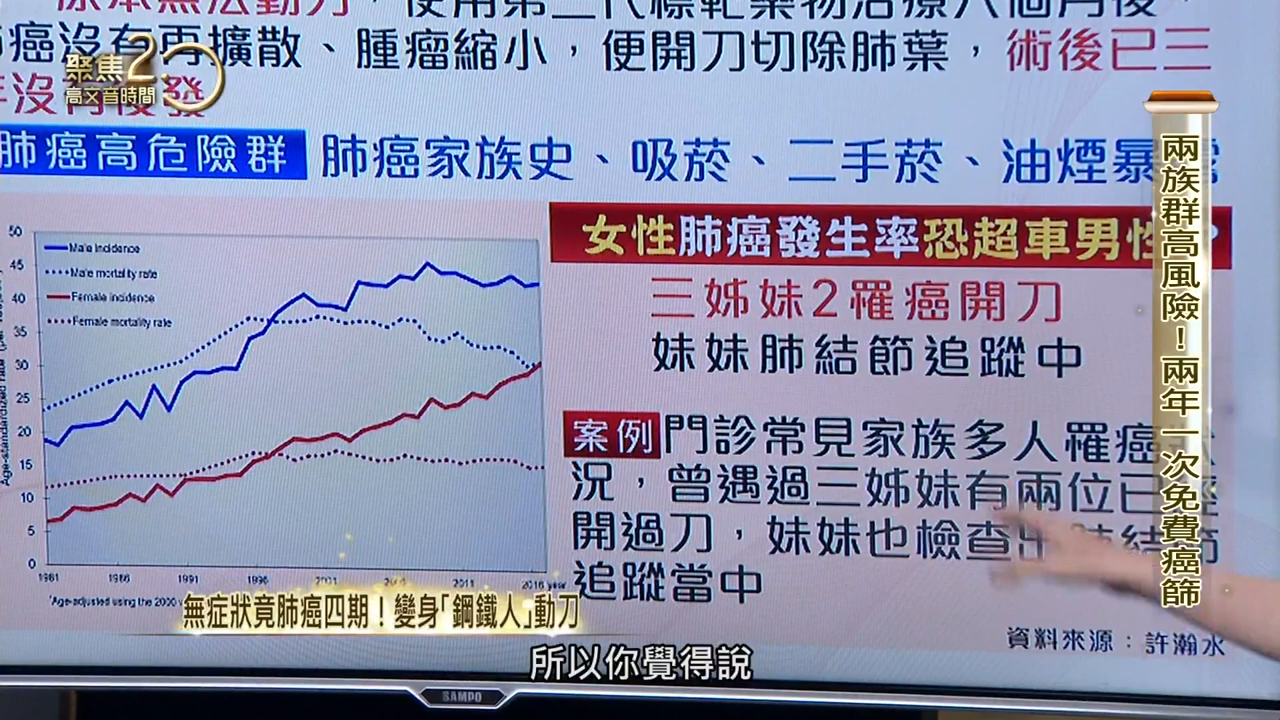 使用第二代標靶藥物治療八個月後，
癌沒有再擴散、腫瘤縮小，便開刀切除肺葉，術後已三
聚焦2.0
高文音時間
肺癌高危險群
肺癌家族史、吸菸、二手菸、油煙暴
女性肺癌發生率恐超車男性
三姊妹2罹癌開刀
妹妹肺結節追蹤中
50
45
40
35
30
25
20
15
10
5
0
Male incidence
Male mortality rate
Female incidence
Female mortality rate
1981
1986
1991
1996
2001
2011
2016 year
*Age-adjusted using the 2000
案例 門診常見家族多人罹癌
況，曾遇過三姊妹有兩位已經
開過刀，妹妹也檢查出肺結節
追蹤當中
資料來源：許瀚水
兩族群高風險！兩年一次免費癌篩
無症狀竟肺癌四期！變身「鋼鐵人」動刀
所以你覺得說
SAMPO